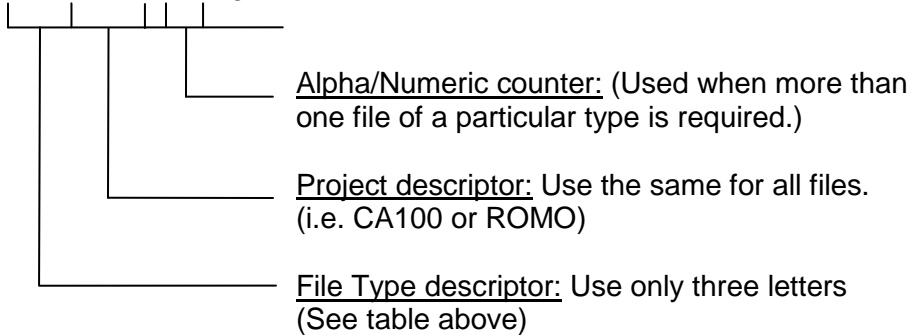 Alpha/Numeric counter: (Used when more than
one file of a particular type is required.)
Project descriptor: Use the same for all files.
(i.e. CA100 or ROMO)
File Type descriptor: Use only three letters
(See table above)